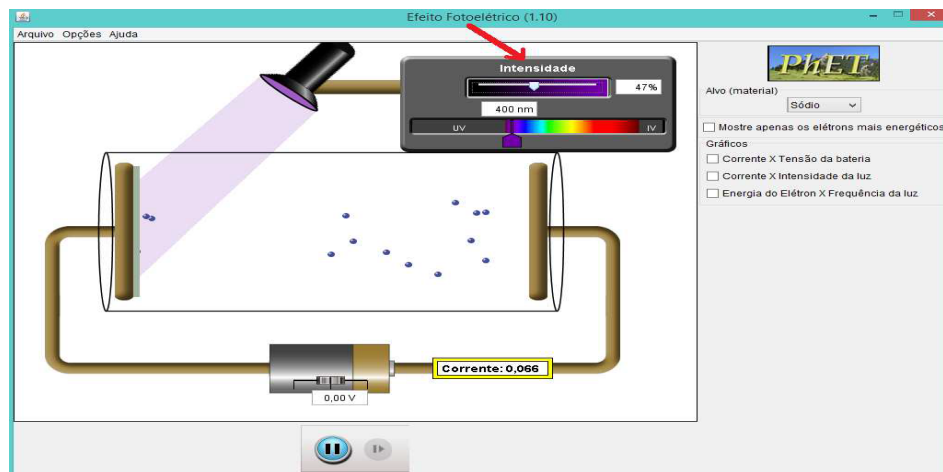 Efeito Fotoelétrico (1.10)
Arquivo Opções Ajuda
Intensidade
47%
400 nm
UV
IV
Corrente: 0,066
0,00 V
PhET
Alvo (material)
Sódio
Mostre apenas os elétrons mais energéticos
Gráficos
Corrente X Tensão da bateria
Corrente X Intensidade da luz
Energia do Elétron X Frequência da luz